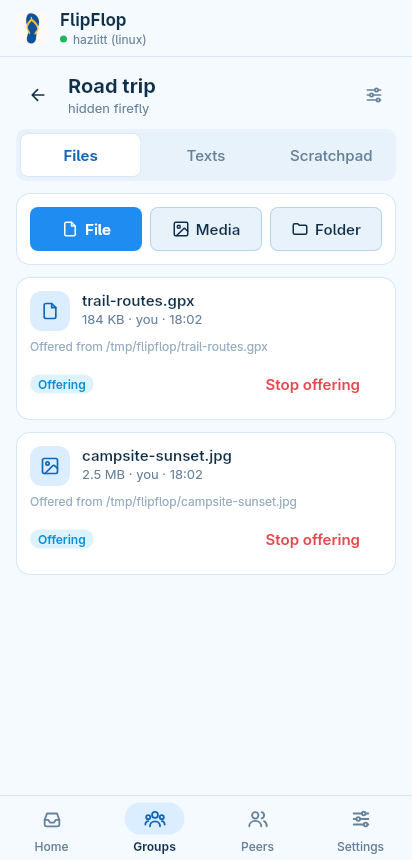 FlipFlop
hazlitt (linux)
Road trip
hidden firefly
Files
Texts
Scratchpad
File
Media
Folder
trail-routes.gpx
184 KB · you · 18:02
Offered from /tmp/flipflop/trail-routes.gpx
Offering
Stop offering
campsite-sunset.jpg
2.5 MB · you · 18:02
Offered from /tmp/flipflop/campsite-sunset.jpg
Offering
Stop offering
Home
Groups
Peers
Settings